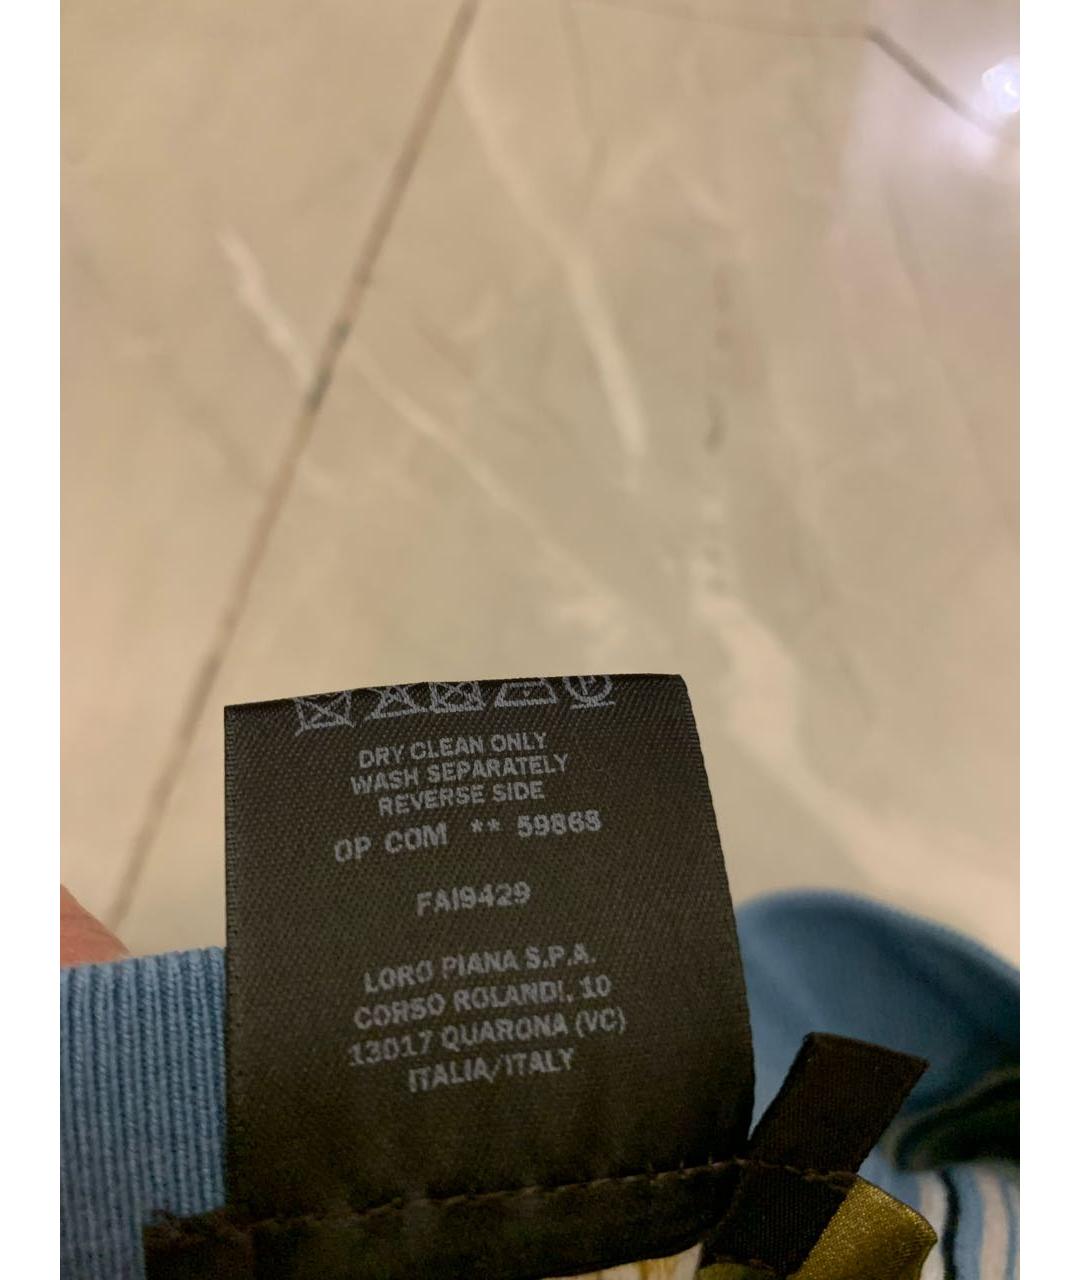 DRY CLEAN ONLY
WASH SEPARATELY
REVERSE SIDE
OP COM ** 59868
FAI9429
LORO PIANA S.P.A.
CORSO ROLANDI, 10
13017 QUARONA (VC)
ITALIA/ITALY